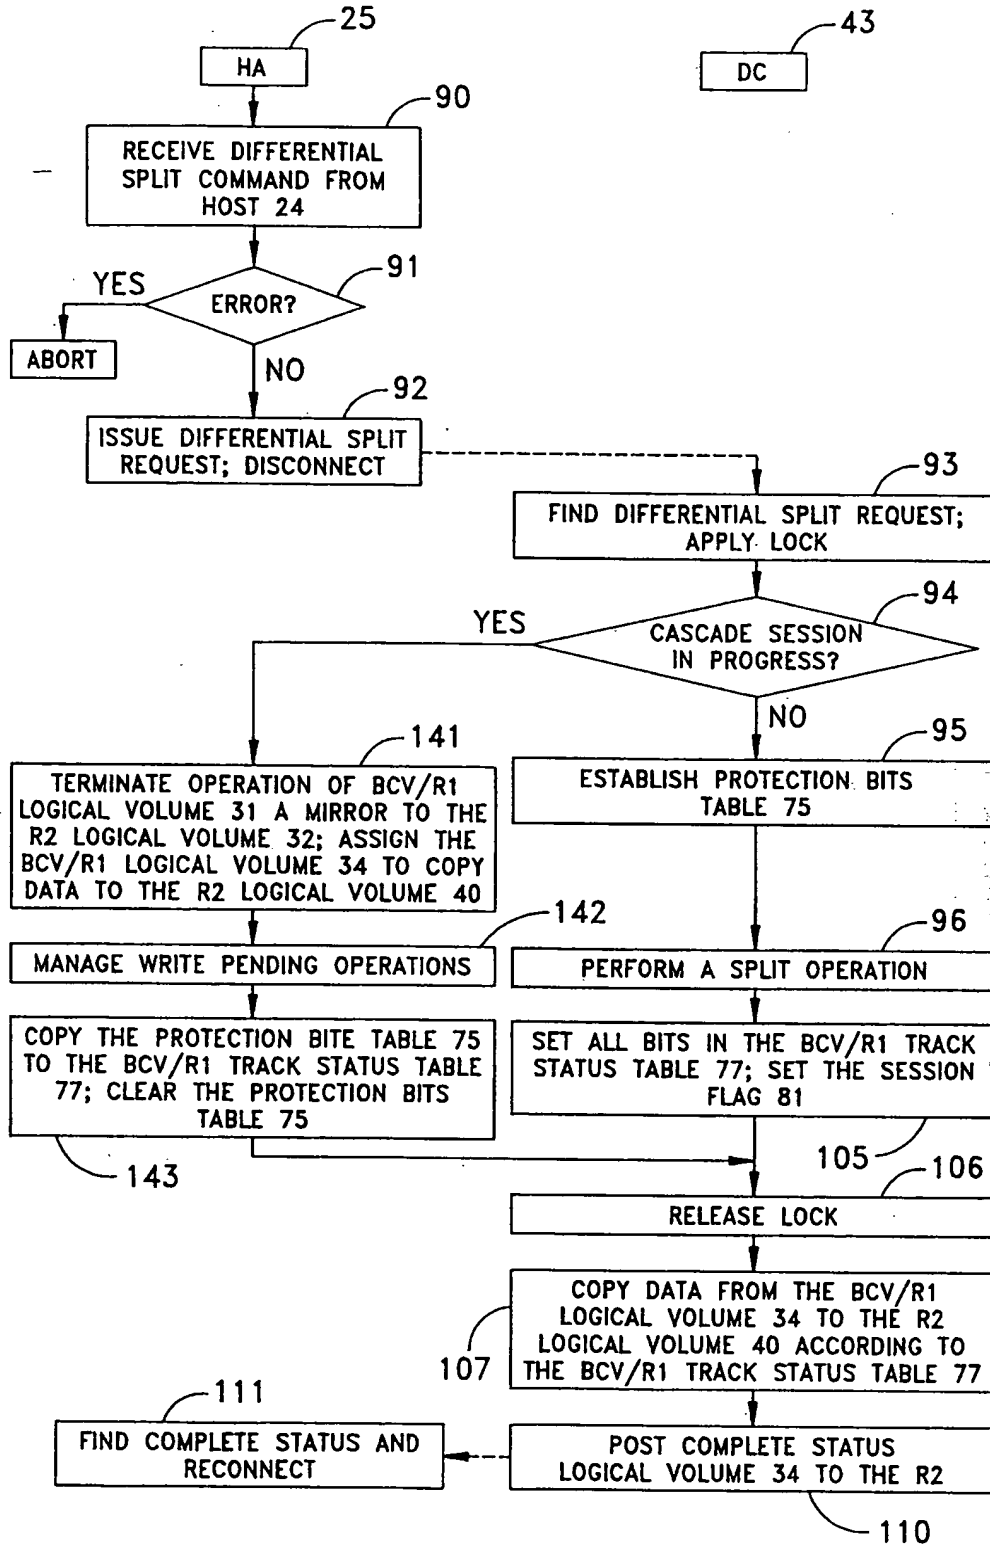 25
HA
43
DC
90
RECEIVE DIFFERENTIAL
SPLIT COMMAND FROM
HOST 24
91
ERROR?
YES
ABORT
NO
92
ISSUE DIFFERENTIAL SPLIT
REQUEST; DISCONNECT
93
FIND DIFFERENTIAL SPLIT REQUEST;
APPLY LOCK
94
CASCADE SESSION
IN PROGRESS?
YES
NO
141
TERMINATE OPERATION OF BCV/R1
LOGICAL VOLUME 31 A MIRROR TO THE
R2 LOGICAL VOLUME 32; ASSIGN THE
BCV/R1 LOGICAL VOLUME 34 TO COPY
DATA TO THE R2 LOGICAL VOLUME 40
95
ESTABLISH PROTECTION BITS
TABLE 75
142
MANAGE WRITE PENDING OPERATIONS
96
PERFORM A SPLIT OPERATION
COPY THE PROTECTION BITE TABLE 75
TO THE BCV/R1 TRACK STATUS TABLE
77; CLEAR THE PROTECTION BITS
TABLE 75
143
SET ALL BITS IN THE BCV/R1 TRACK
STATUS TABLE 77; SET THE SESSION
FLAG 81
105
106
RELEASE LOCK
COPY DATA FROM THE BCV/R1
LOGICAL VOLUME 34 TO THE R2
LOGICAL VOLUME 40 ACCORDING TO
THE BCV/R1 TRACK STATUS TABLE 77
107
111
FIND COMPLETE STATUS AND
RECONNECT
POST COMPLETE STATUS
LOGICAL VOLUME 34 TO THE R2
110